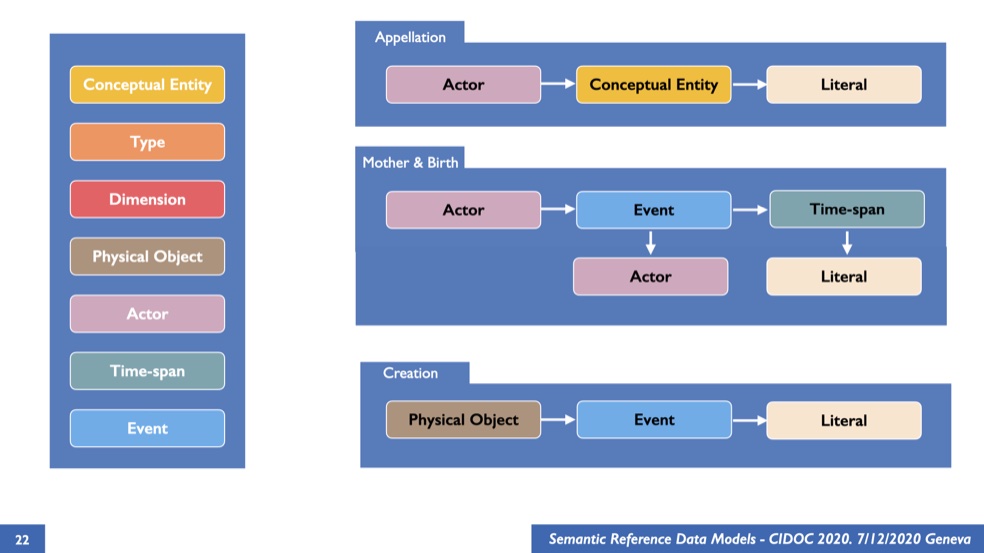 Conceptual Entity
Type
Dimension
Physical Object
Actor
Time-span
Event
Appellation
Actor
Conceptual Entity
Literal
Mother & Birth
Actor
Event
Time-span
Actor
Literal
Creation
Physical Object
Event
Literal
22
Semantic Reference Data Models - CIDOC 2020. 7/12/2020 Geneva